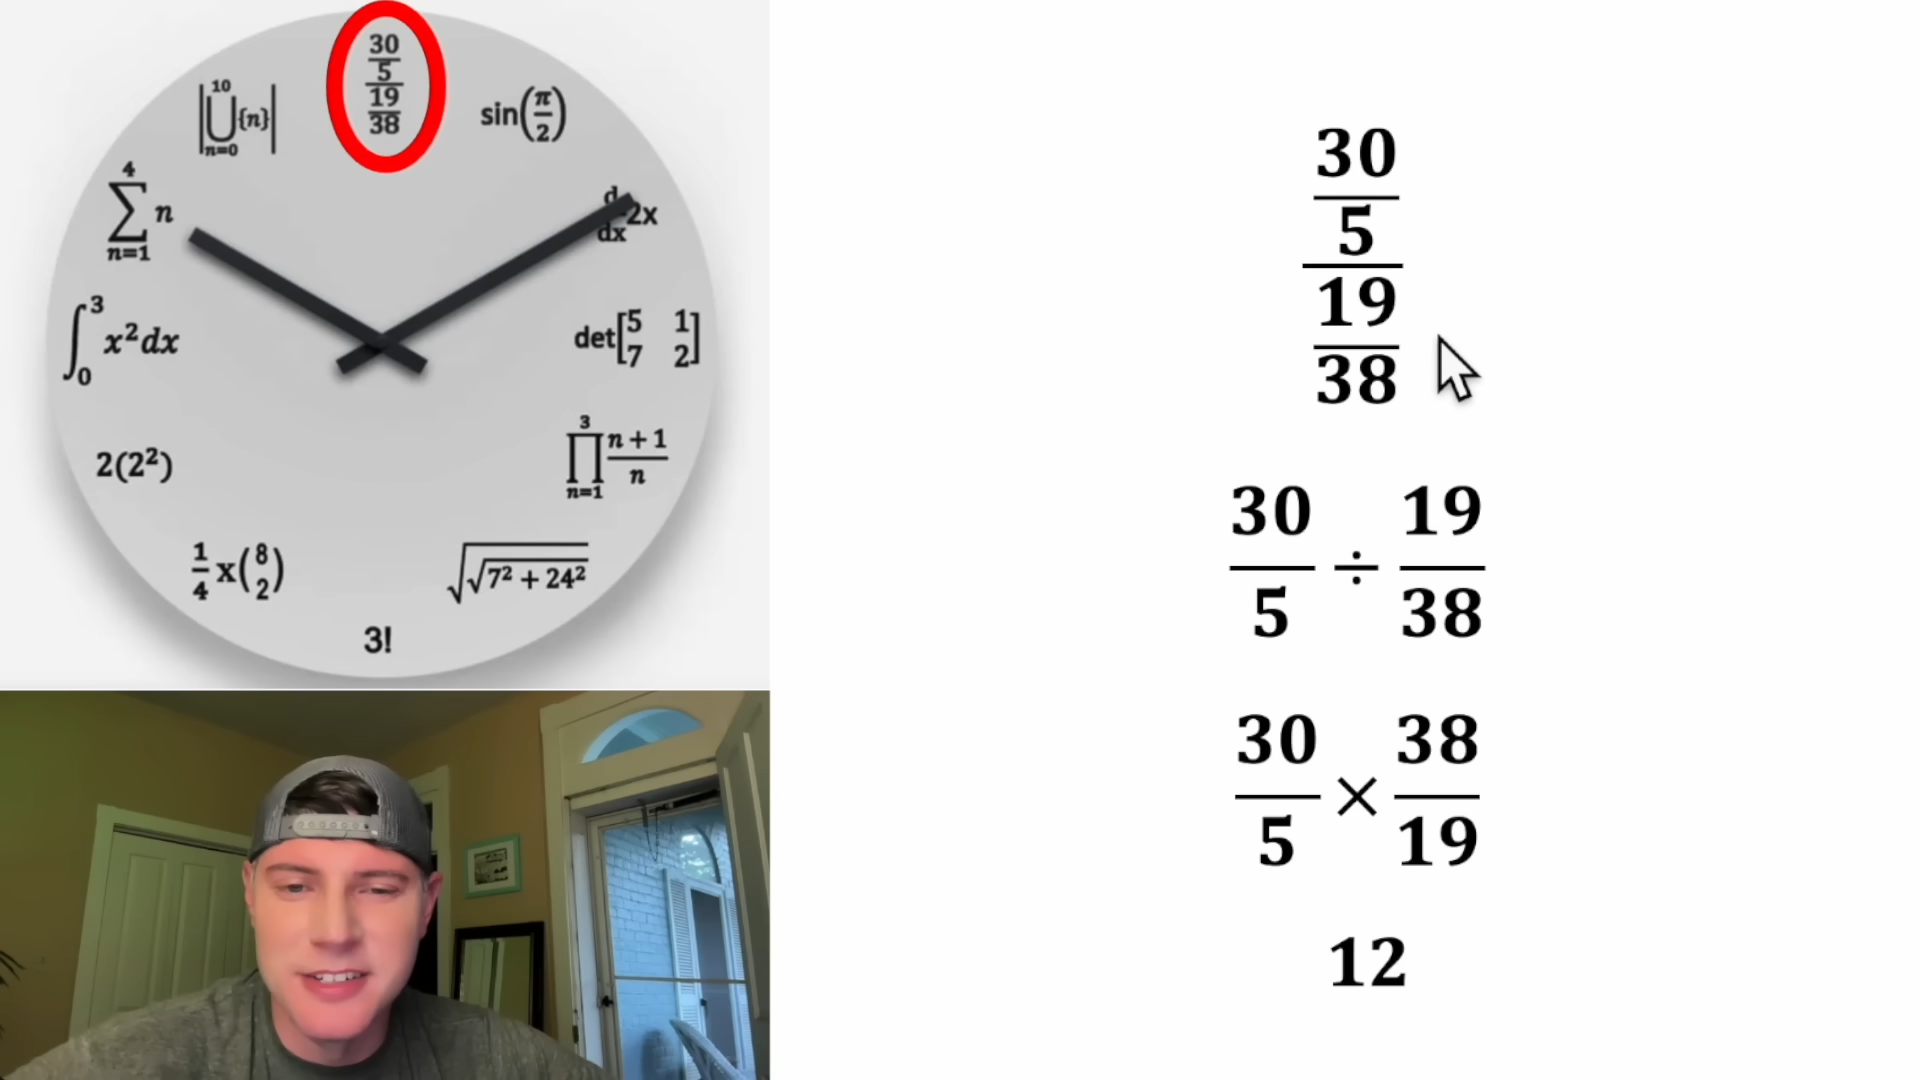 30
5
19
38
10
|⋃{n}|
n=0
sin(π/2)
4
∑ n
n=1
d
dx 2x
∫₀³ x²dx
det[5 1
7 2]
2(2²)
3
∏ n + 1
n
n=1
1/4 x(8
2)
√√7² + 24²
3!
30
5
19
38
30/5 ÷ 19/38
30/5 × 38/19
12